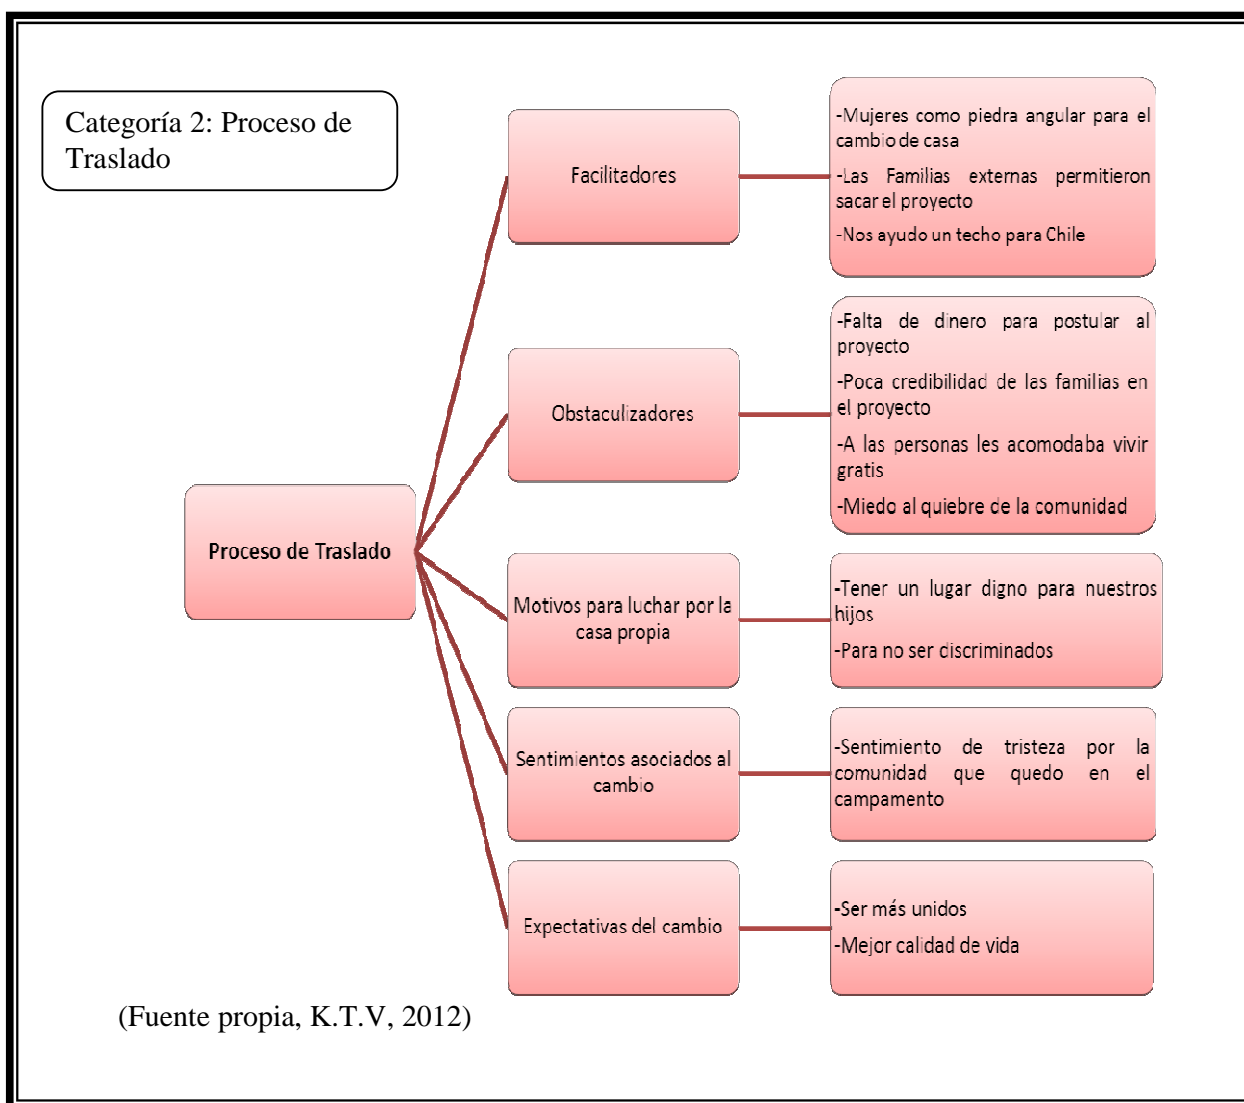 Categoría 2: Proceso de
Traslado
Proceso de Traslado
Facilitadores
-Mujeres como piedra angular para el
cambio de casa
-Las Familias externas permitieron
sacar el proyecto
-Nos ayudo un techo para Chile
Obstaculizadores
-Falta de dinero para postular al
proyecto
-Poca credibilidad de las familias en
el proyecto
-A las personas les acomodaba vivir
gratis
-Miedo al quiebre de la comunidad
Motivos para luchar por la
casa propia
-Tener un lugar digno para nuestros
hijos
-Para no ser discriminados
Sentimientos asociados al
cambio
-Sentimiento de tristeza por la
comunidad que quedo en el
campamento
Expectativas del cambio
-Ser más unidos
-Mejor calidad de vida
(Fuente propia, K.T.V, 2012)